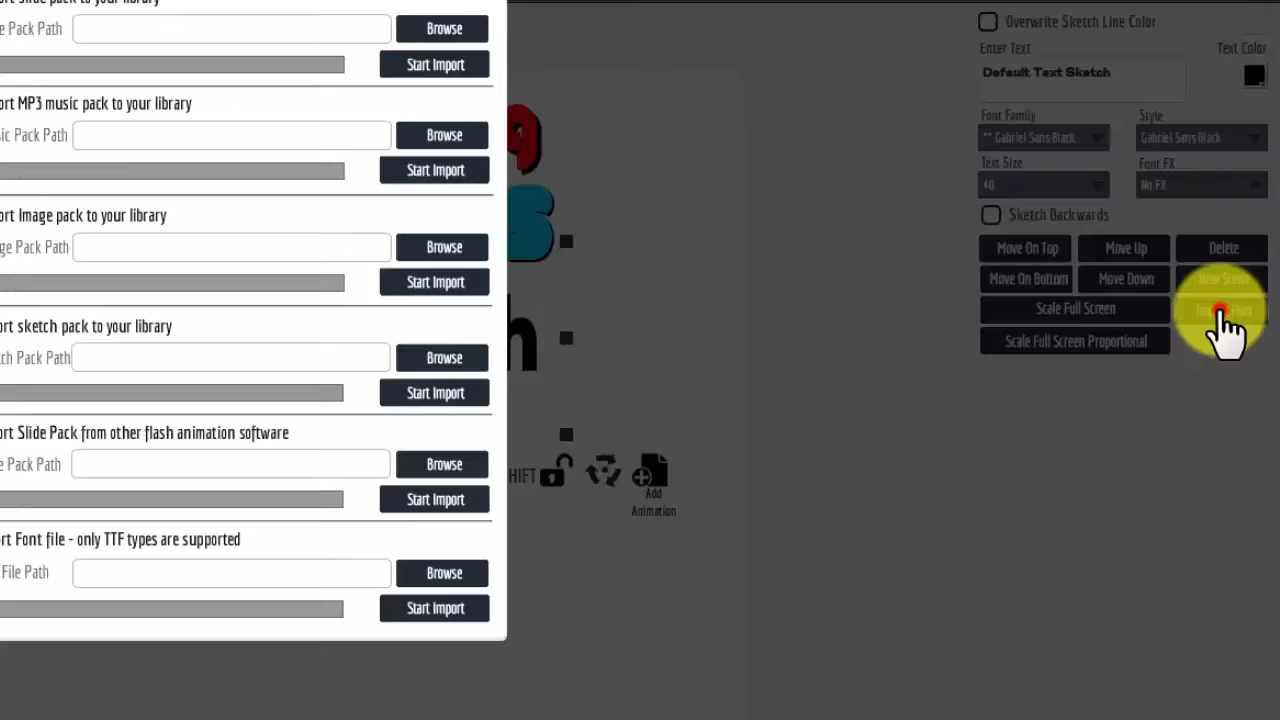 ort slide pack to your library
e Pack Path
Browse
Start Import
ort MP3 music pack to your library
sic Pack Path
Browse
Start Import
ort Image pack to your library
ge Pack Path
Browse
Start Import
ort sketch pack to your library
tch Pack Path
Browse
Start Import
ort Slide Pack from other flash animation software
e Pack Path
Browse
Start Import
rt Font file - only TTF types are supported
File Path
Browse
Start Import
9
S
h
HIFT
Add
Animation
Overwrite Sketch Line Color
Enter Text
Text Color
Default Text Sketch
Font Family
Style
** Gabriel Sans Black
Gabriel Sans Black
Text Size
Font FX
40
No FX
Sketch Backwards
Move On Top
Move Up
Delete
Move On Bottom
Move Down
Scale Full Screen
Scale Full Screen Proportional